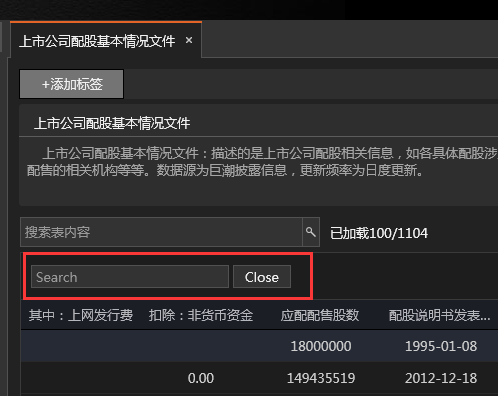 上市公司配股基本情况文件 ×
+添加标签
上市公司配股基本情况文件
上市公司配股基本情况文件：描述的是上市公司配股相关信息，如各具体配股涉
配售的相关机构等等。数据源为巨潮披露信息，更新频率为日度更新。
搜索表内容 已加载100/1104
Search Close
其中：上网发行费 扣除：非货币资金 应配配售股数 配股说明书发表...
18000000 1995-01-08
0.00 149435519 2012-12-18